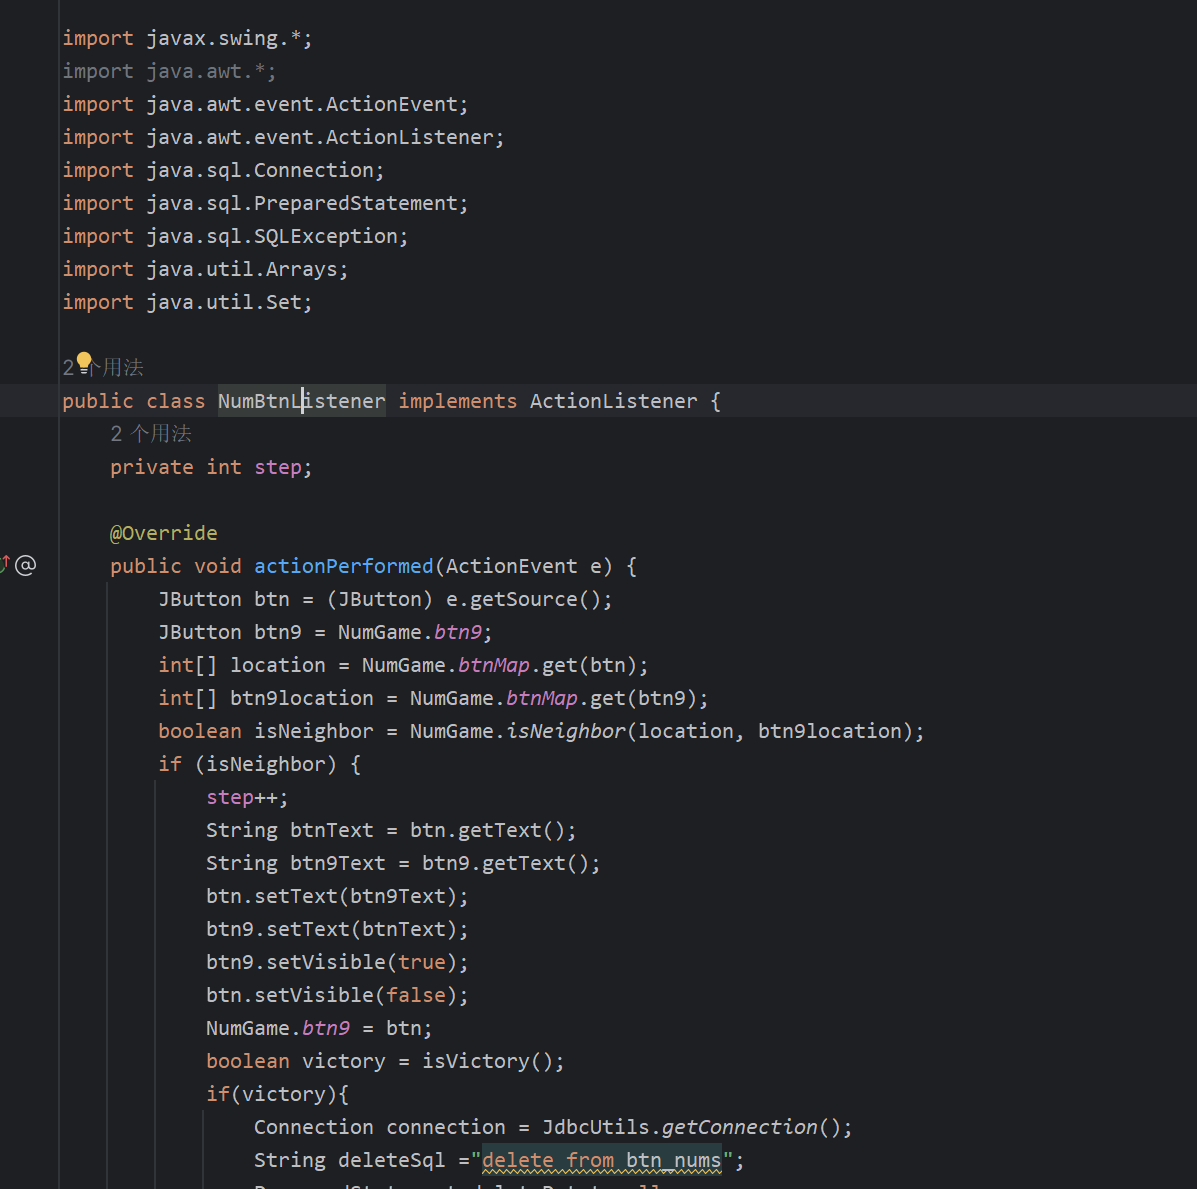 import javax.swing.*;
import java.awt.*;
import java.awt.event.ActionEvent;
import java.awt.event.ActionListener;
import java.sql.Connection;
import java.sql.PreparedStatement;
import java.sql.SQLException;
import java.util.Arrays;
import java.util.Set;
2 个用法
public class NumBtnListener implements ActionListener {
2 个用法
private int step;
@Override
public void actionPerformed(ActionEvent e) {
JButton btn = (JButton) e.getSource();
JButton btn9 = NumGame.btn9;
int[] location = NumGame.btnMap.get(btn);
int[] btn9location = NumGame.btnMap.get(btn9);
boolean isNeighbor = NumGame.isNeighbor(location, btn9location);
if (isNeighbor) {
step++;
String btnText = btn.getText();
String btn9Text = btn9.getText();
btn.setText(btn9Text);
btn9.setText(btnText);
btn9.setVisible(true);
btn.setVisible(false);
NumGame.btn9 = btn;
boolean victory = isVictory();
if(victory){
Connection connection = JdbcUtils.getConnection();
String deleteSql ="delete from btn_nums";